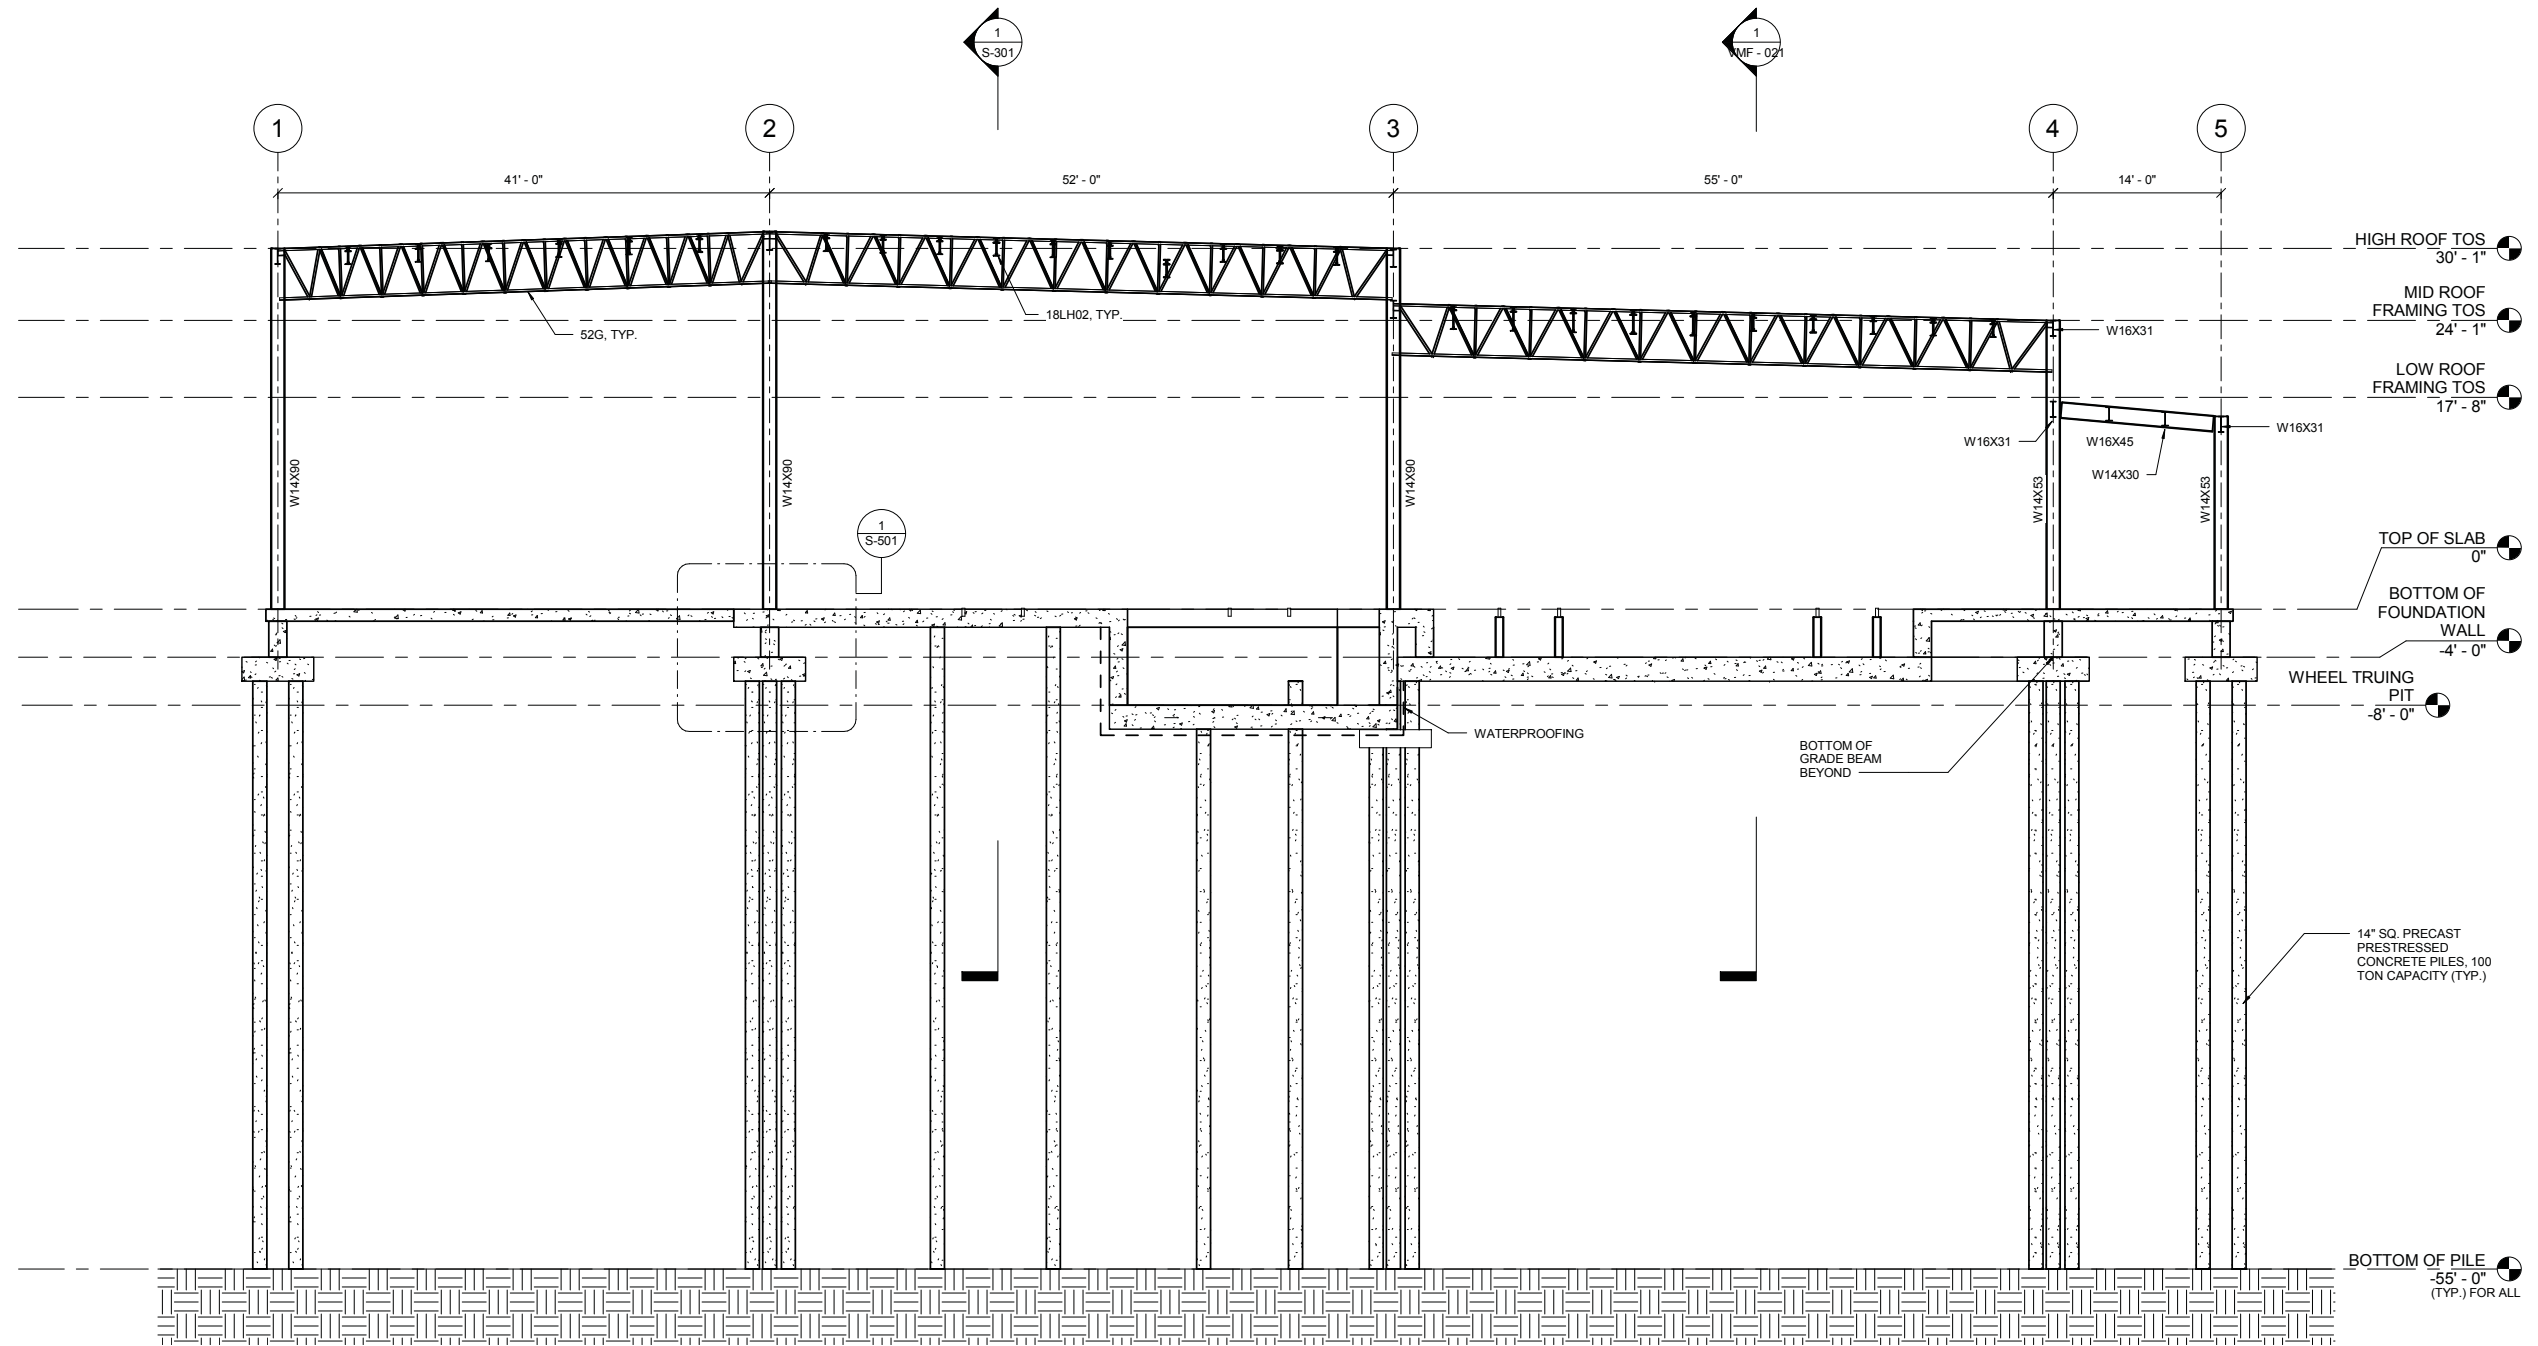 1
S-301
1
VMF - 021
1
2
3
4
5
41' - 0"
52' - 0"
55' - 0"
14' - 0"
HIGH ROOF TOS
30' - 1"
MID ROOF
FRAMING TOS
24' - 1"
LOW ROOF
FRAMING TOS
17' - 8"
18LH02, TYP.
52G, TYP.
W16X31
W16X31
W16X45
W14X30
W16X31
W14X90
W14X90
W14X90
W14X53
W14X53
1
S-501
TOP OF SLAB
0"
BOTTOM OF
FOUNDATION
WALL
-4' - 0"
WHEEL TRUING
PIT
-8' - 0"
WATERPROOFING
BOTTOM OF
GRADE BEAM
BEYOND
14" SQ. PRECAST
PRESTRESSED
CONCRETE PILES, 100
TON CAPACITY (TYP.)
BOTTOM OF PILE
-55' - 0"
(TYP.) FOR ALL